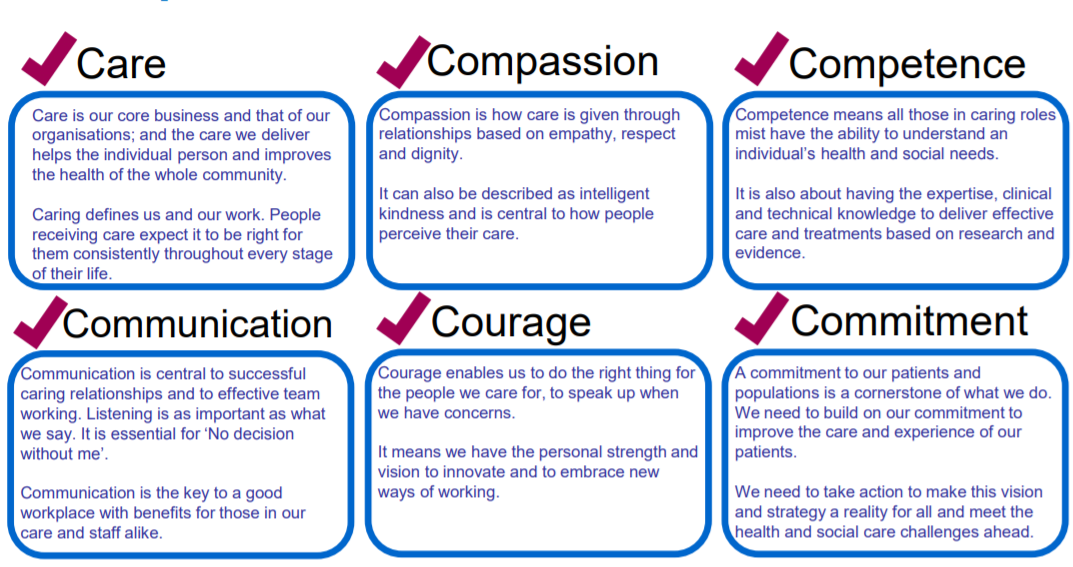 Care
Care is our core business and that of our
organisations; and the care we deliver
helps the individual person and improves
the health of the whole community.
Caring defines us and our work. People
receiving care expect it to be right for
them consistently throughout every stage
of their life.
Compassion
Compassion is how care is given through
relationships based on empathy, respect
and dignity.
It can also be described as intelligent
kindness and is central to how people
perceive their care.
Competence
Competence means all those in caring roles
mist have the ability to understand an
individual's health and social needs.
It is also about having the expertise, clinical
and technical knowledge to deliver effective
care and treatments based on research and
evidence.
Communication
Communication is central to successful
caring relationships and to effective team
working. Listening is as important as what
we say. It is essential for ‘No decision
without me’.
Communication is the key to a good
workplace with benefits for those in our
care and staff alike.
Courage
Courage enables us to do the right thing for
the people we care for, to speak up when
we have concerns.
It means we have the personal strength and
vision to innovate and to embrace new
ways of working.
Commitment
A commitment to our patients and
populations is a cornerstone of what we do.
We need to build on our commitment to
improve the care and experience of our
patients.
We need to take action to make this vision
and strategy a reality for all and meet the
health and social care challenges ahead.